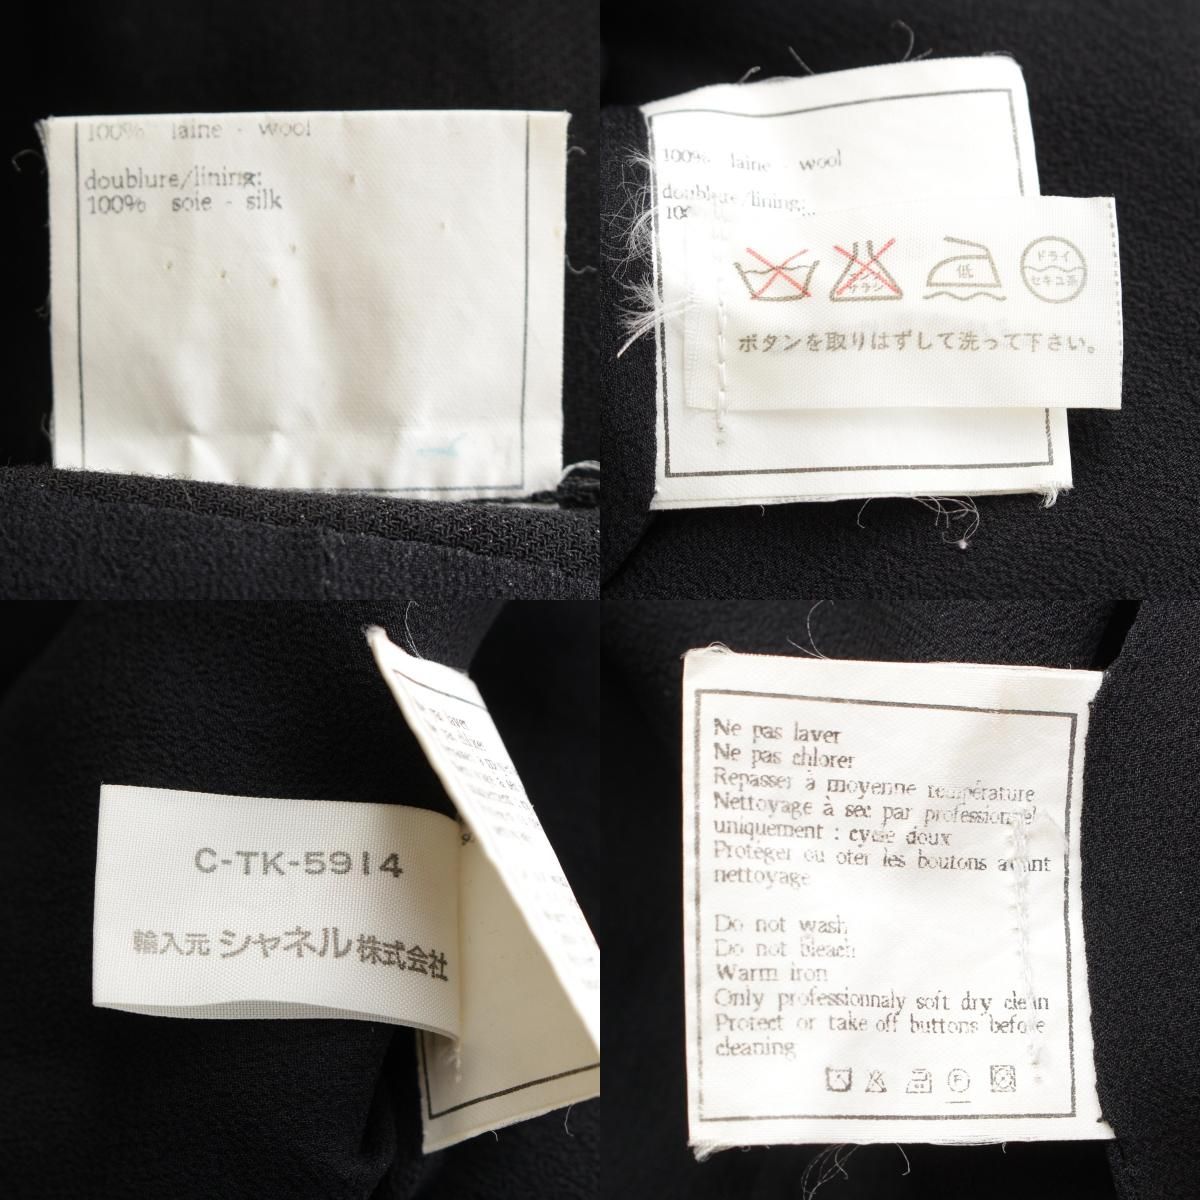 100% laine - wool
doublure/lining:
100% soie - silk
100% laine - wool
doublure/lining:
10
低
ドライ
セキユ系
ボタンを取りはずして洗って下さい。
C-TK-5914
輸入元 シャネル株式会社
Ne pas laver
Ne pas chlorer
Repasser à moyenne température
Nettoyage à sec par professionnel
uniquement : cycle doux
Protéger ou oter les boutons avant
nettoyage
Do not wash
Do not bleach
Warm iron
Only professionnaly soft dry clean
Protect or take off buttons before
cleaning